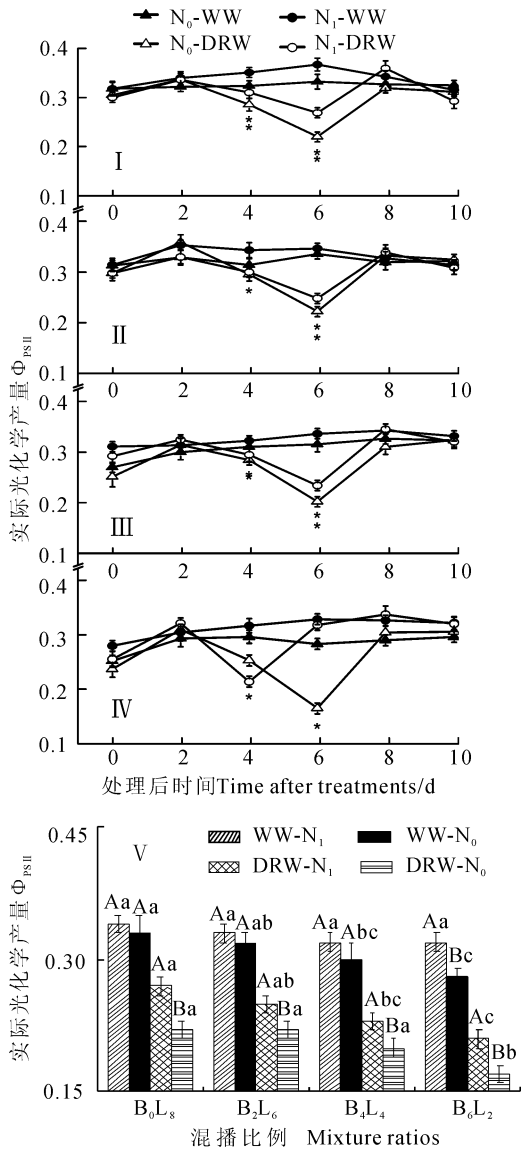 N₀-WW N₁-WW
N₀-DRW N₁-DRW
0.4
0.3
0.2
0.1
I
**
**
0 2 4 6 8 10
0.4
0.3
0.2
0.1
II
*
**
0 2 4 6 8 10
0.4
0.3
0.2
0.1
III
**
**
0 2 4 6 8 10
0.4
0.3
0.2
0.1
IV
*
*
0 2 4 6 8 10
实际光化学产量 Φ_PSII
处理后时间Time after treatments/d
0.45
0.30
0.15
V
WW-N₁ WW-N₀
DRW-N₁ DRW-N₀
Aa Aa Aa Ba
Aa Aab Aab Ba
Aa Abc Abc Ba
Aa Bc Ac Bb
B₀L₈ B₂L₆ B₄L₄ B₆L₂
实际光化学产量 Φ_PSII
混播比例 Mixture ratios